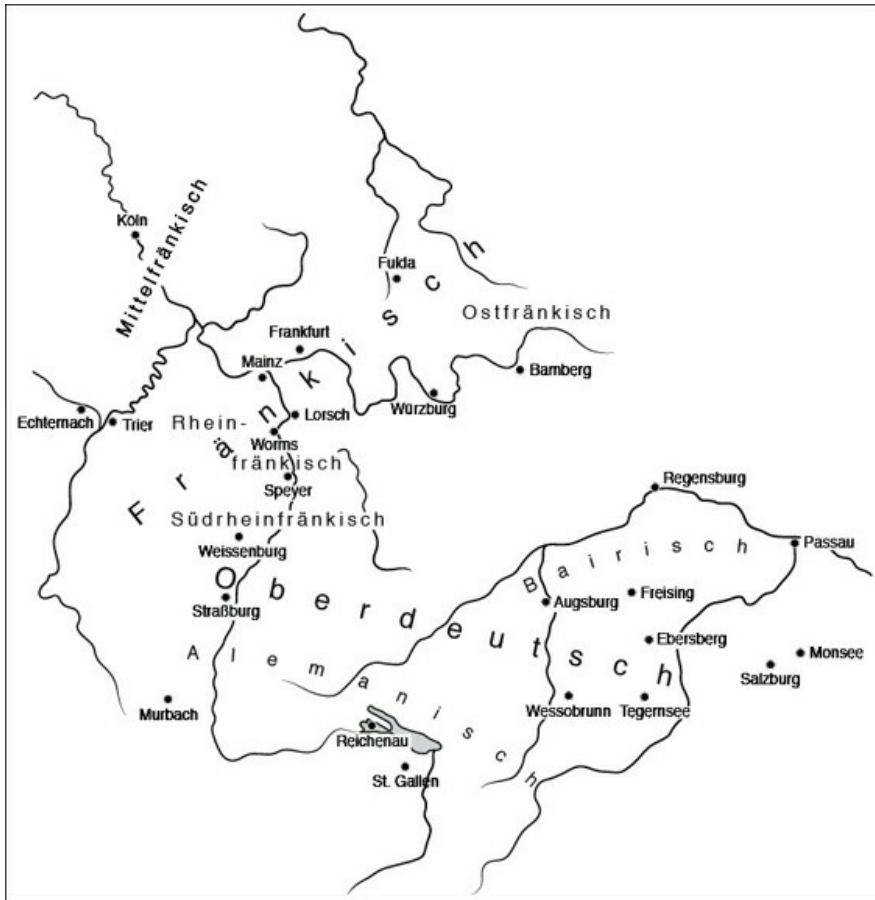 Köln
Mittelfränkisch
Fulda
Ostfränkisch
Frankfurt
Mainz
Bamberg
Würzburg
Echternach
Trier
Lorsch
Rhein-
Worms
fränkisch
Fränkisch
Speyer
Regensburg
Südrheinfränkisch
Weissenburg
Passau
Bairisch
Oberdeutsch
Straßburg
Augsburg
Freising
Ebersberg
Alemanisch
Monsee
Salzburg
Murbach
Wessobrunn
Tegernsee
Reichenau
St. Gallen